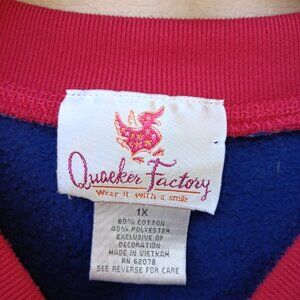 Quacker Factory
Wear it with a smile
1X
60% COTTON
40% POLYESTER
EXCLUSIVE OF
DECORATION
MADE IN VIETNAM
RN 62078
SEE REVERSE FOR CARE